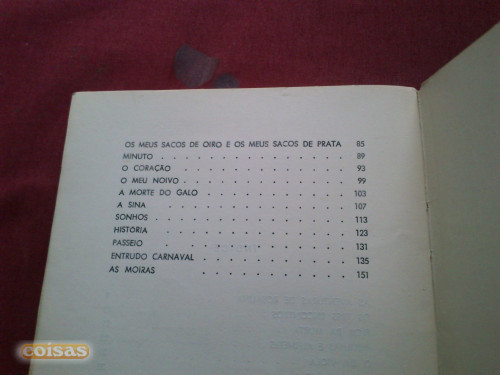 OS MEUS SACOS DE OIRO E OS MEUS SACOS DE PRATA 85
MINUTO . . . . . . . . . . . . 89
O CORAÇÃO . . . . . . . . . . . 93
O MEU NOIVO . . . . . . . . . . 99
A MORTE DO GALO . . . . . . . . . 103
A SINA . . . . . . . . . . . . 107
SONHOS . . . . . . . . . . . . 113
HISTÓRIA . . . . . . . . . . . 123
PASSEIO . . . . . . . . . . . . 131
ENTRUDO CARNAVAL . . . . . . . . . 135
AS MOIRAS . . . . . . . . . . 151
coisas